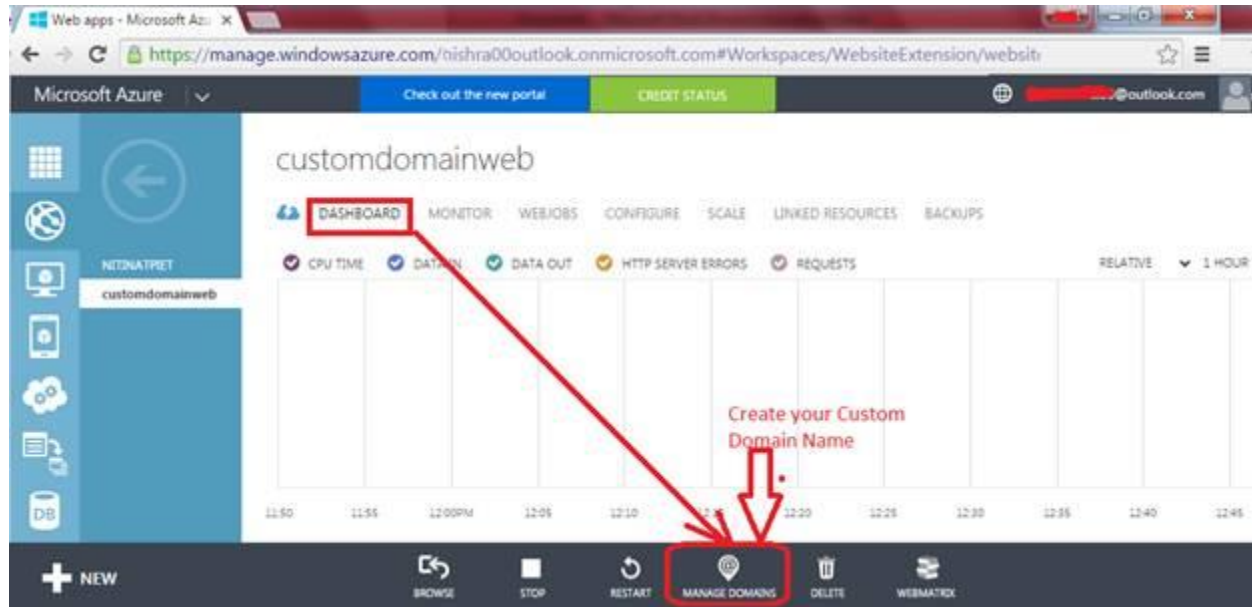 Web apps - Microsoft Az
https://manage.windowsazure.com/nishra00outlook.onmicrosoft.com#Workspaces/WebsiteExtension/website
Microsoft Azure
Check out the new portal
CREDIT STATUS
@outlook.com
customdomainweb
DASHBOARD MONITOR WEBJOBS CONFIGURE SCALE LINKED RESOURCES BACKUPS
NITINATPIET
customdomainweb
CPU TIME DATA IN DATA OUT HTTP SERVER ERRORS REQUESTS RELATIVE 1 HOUR
Create your Custom
Domain Name
DB
11:50 11:55 12:00PM 12:05 12:10 12:20 12:25 12:30 12:35 12:40 12:45
NEW
BROWSE STOP RESTART MANAGE DOMAINS DELETE WEBMATRIX